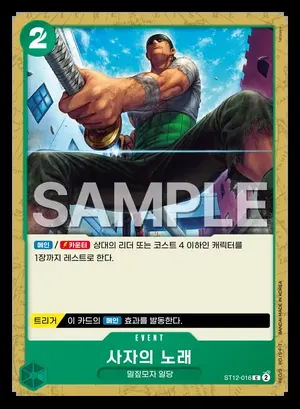 2
SAMPLE
메인 / 카운터 상대의 리더 또는 코스트 4 이하인 캐릭터를
1장까지 레스트로 한다.
트리거 이 카드의 메인 효과를 발동한다.
EVENT
사자의 노래
밀짚모자 일당
ST12-016 C 2